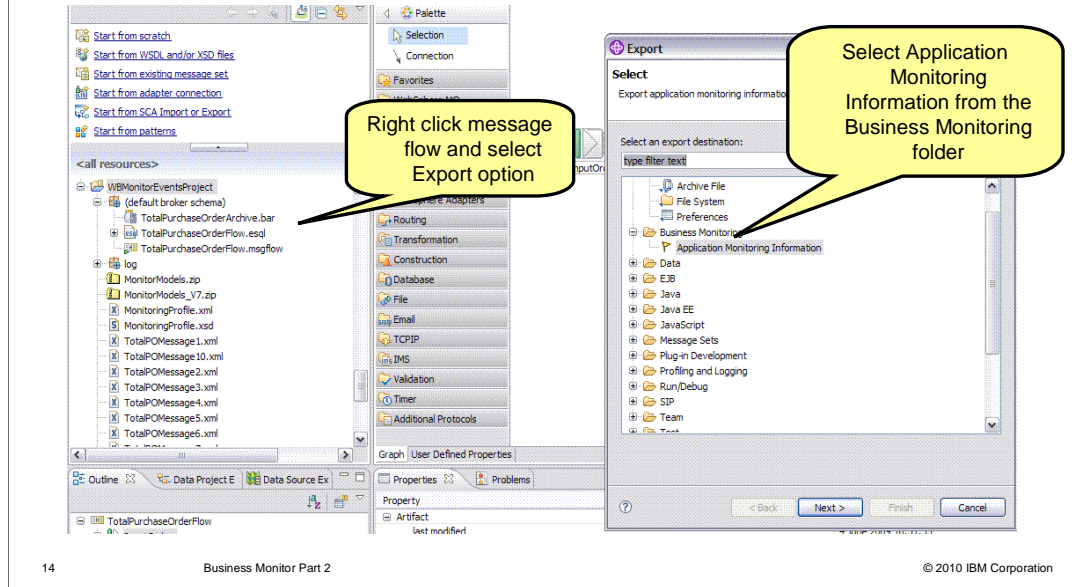 Start from scratch
Start from WSDL and/or XSD files
Start from existing message set
Start from adapter connection
Start from SCA Import or Export
Start from patterns
<all resources>
WBMonitorEventsProject
(default broker schema)
TotalPurchaseOrderArchive.bar
TotalPurchaseOrderFlow.esql
TotalPurchaseOrderFlow.msgflow
log
MonitorModels.zip
MonitorModels_V7.zip
MonitoringProfile.xml
MonitoringProfile.xsd
TotalPOMessage1.xml
TotalPOMessage10.xml
TotalPOMessage2.xml
TotalPOMessage3.xml
TotalPOMessage4.xml
TotalPOMessage5.xml
TotalPOMessage6.xml
Outline
Data Project E
Data Source Ex
TotalPurchaseOrderFlow
Palette
Selection
Connection
Favorites
WebSphere MQ
Right click message
flow and select
Export option
Adapters
Routing
Transformation
Construction
Database
File
Email
TCPIP
IMS
Validation
Timer
Additional Protocols
Graph
User Defined Properties
Properties
Problems
Property
Artifact
last modified
Export
Select
Export application monitoring informatio
Select an export destination:
type filter text
Archive File
File System
Preferences
Business Monitoring
Application Monitoring Information
Data
EJB
Java
Java EE
JavaScript
Message Sets
Plug-in Development
Profiling and Logging
Run/Debug
SIP
Team
Test
< Back
Next >
Finish
Cancel
Select Application
Monitoring
Information from the
Business Monitoring
folder
14
Business Monitor Part 2
© 2010 IBM Corporation